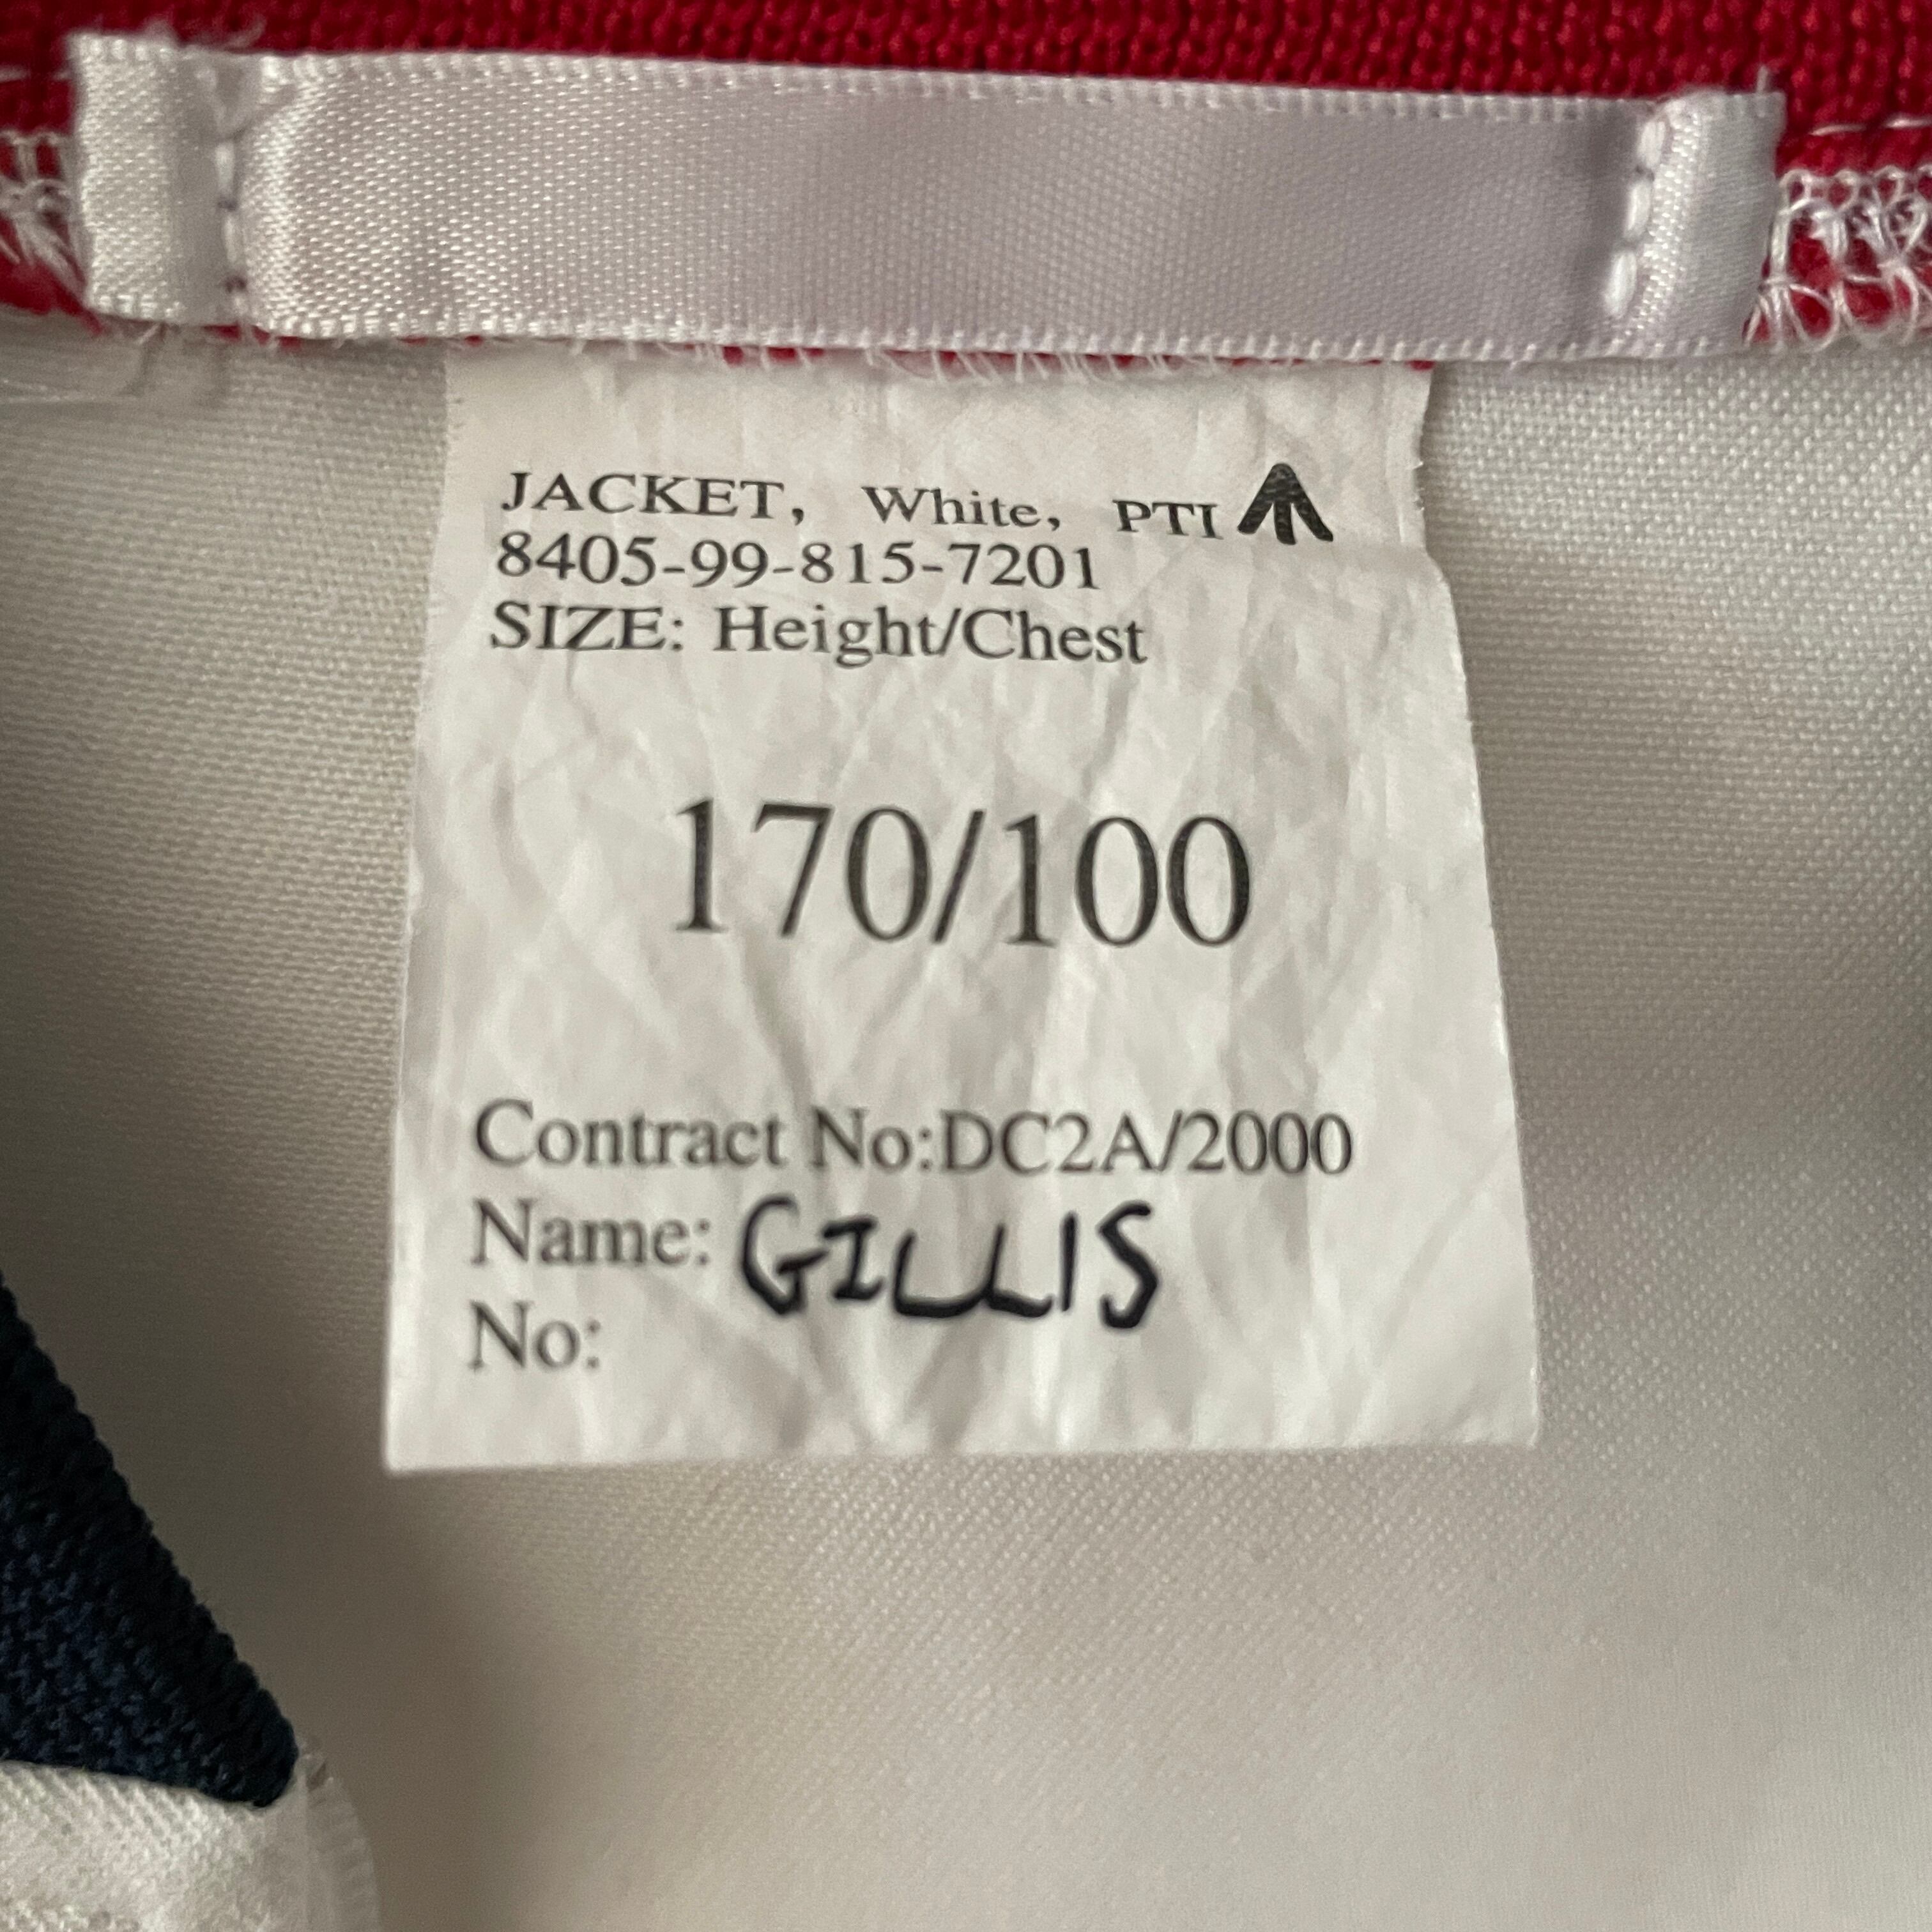 JACKET, White, PTI
8405-99-815-7201
SIZE: Height/Chest
170/100
Contract No:DC2A/2000
Name: GILLIS
No: